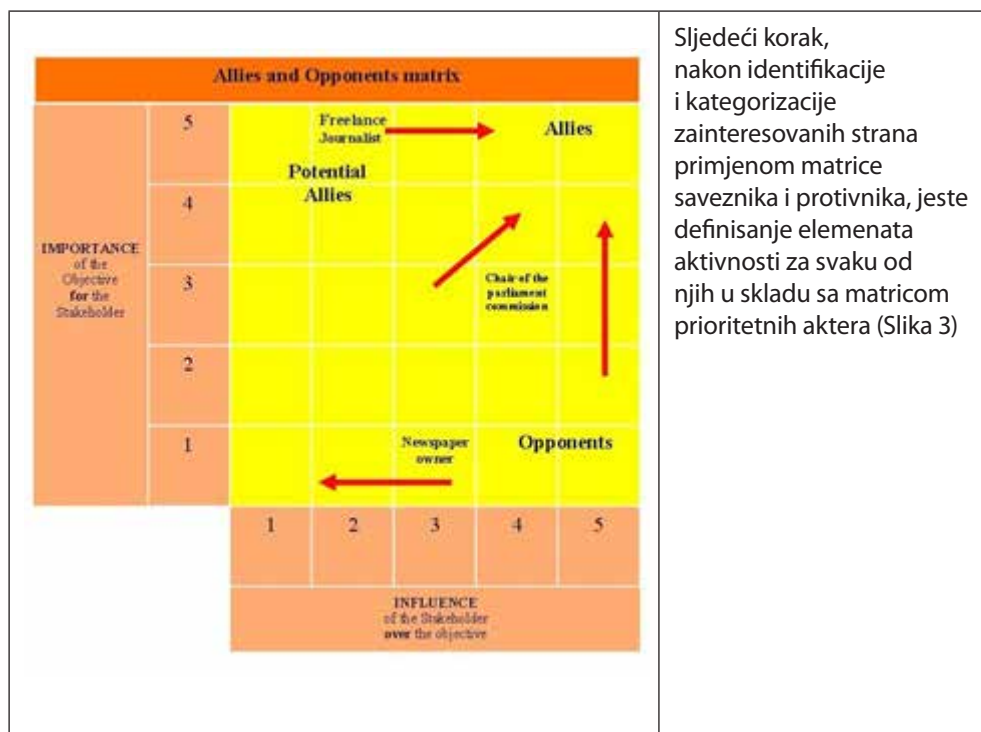 Allies and Opponents matrix
5
Freelance
Journalist
Allies
Potential
Allies
4
IMPORTANCE
of the
Objective
for the
Stakeholder
3
Chair of the
parliament
commission
2
1
Newspaper
owner
Opponents
1
2
3
4
5
INFLUENCE
of the Stakeholder
over the objective
Sljedeći korak,
nakon identifikacije
i kategorizacije
zainteresovanih strana
primjenom matrice
saveznika i protivnika, jeste
definisanje elemenata
aktivnosti za svaku od
njih u skladu sa matricom
prioritetnih aktera (Slika 3)